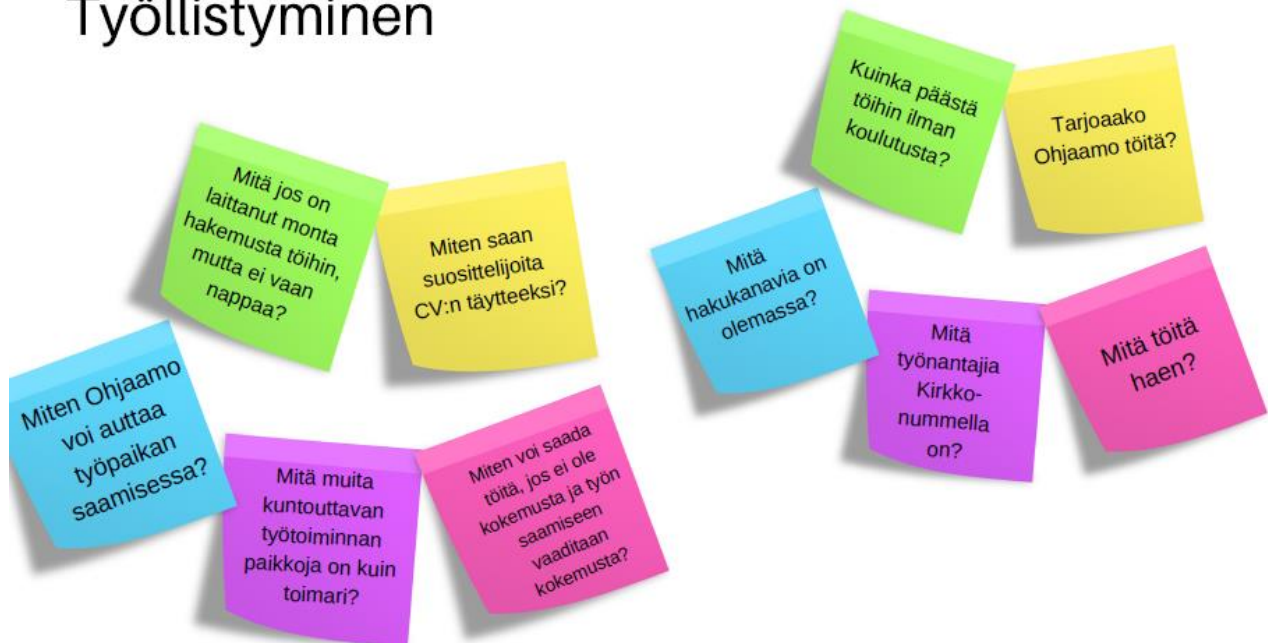 Työllistyminen
Mitä jos on
laittanut monta
hakemusta töihin,
mutta ei vaan
nappaa?
Miten saan
suosittelijoita
CV:n täytteeksi?
Miten Ohjaamo
voi auttaa
työpaikan
saamisessa?
Mitä muita
kuntouttavan
työtoiminnan
paikkoja on kuin
toimari?
Miten voi saada
töitä, jos ei ole
kokemusta ja työn
saamiseen
vaaditaan
kokemusta?
Kuinka päästä
töihin ilman
koulutusta?
Tarjoaako
Ohjaamo töitä?
Mitä
hakukanavia on
olemassa?
Mitä
työnantajia
Kirkko-
nummella
on?
Mitä töitä
haen?